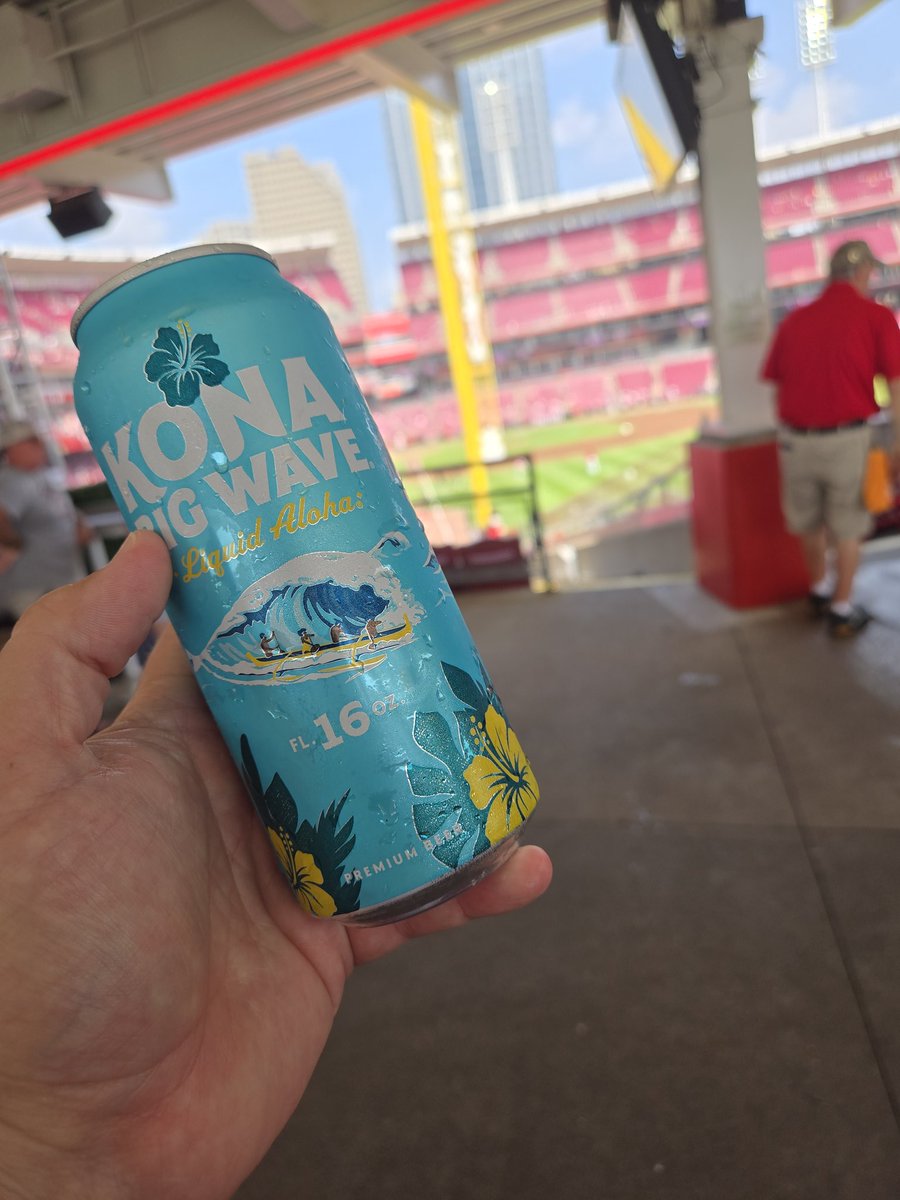 KONA
BIG WAVE
Liquid Aloha
FL. 16 OZ.
PREMIUM BEER